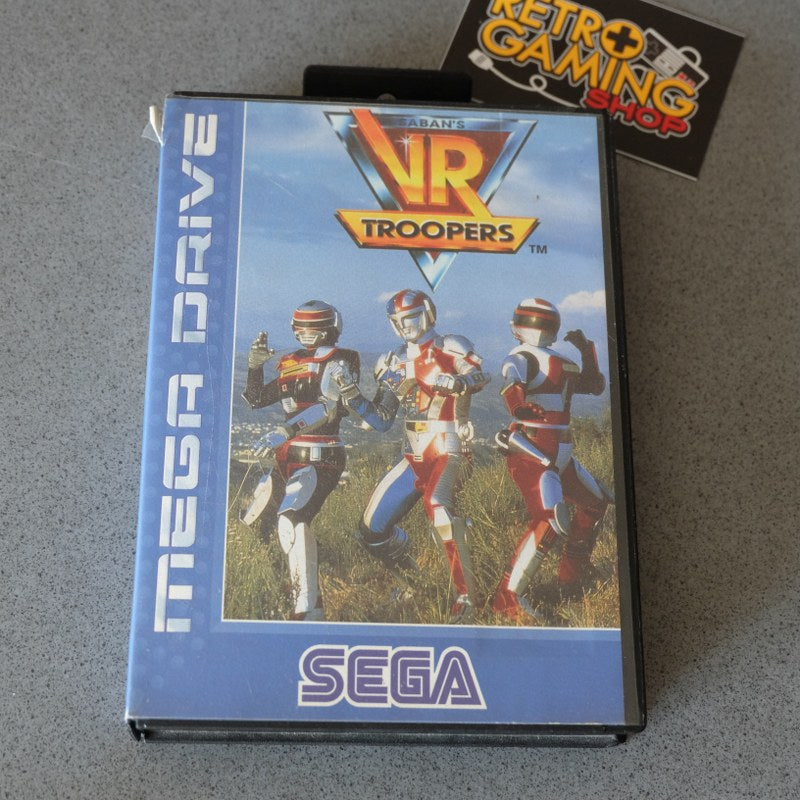 RETRO
GAMING
SHOP
SABAN'S
VR
TROOPERS
TM
MEGA DRIVE
SEGA